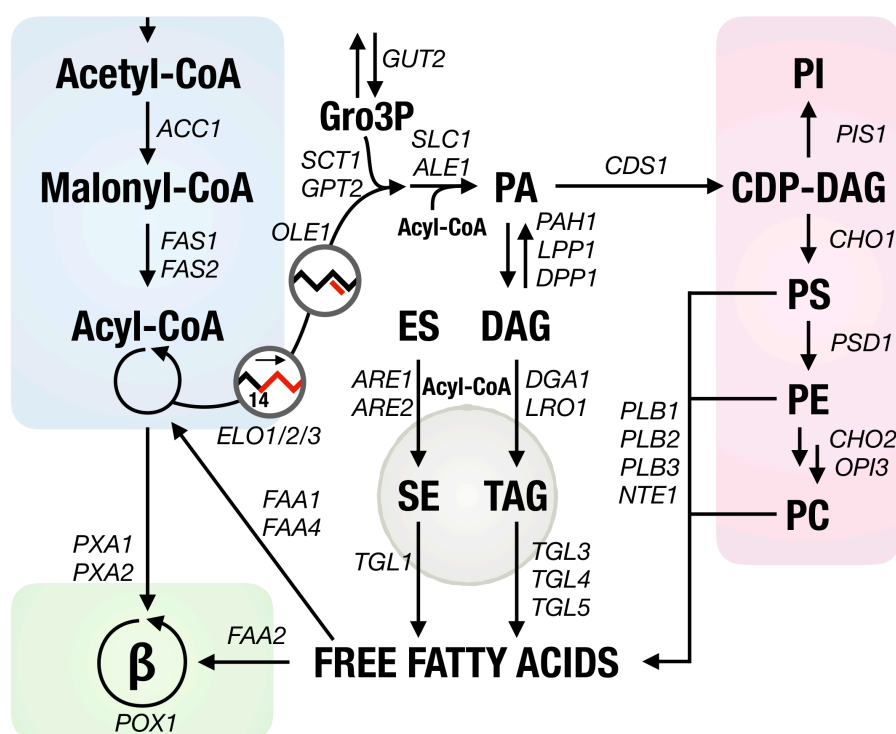 Acetyl-CoA
ACC1
Malonyl-CoA
FAS1
FAS2
Acyl-CoA
14
ELO1/2/3
OLE1
GUT2
Gro3P
SCT1
GPT2
SLC1
ALE1
Acyl-CoA
PA
CDS1
PAH1
LPP1
DPP1
ES
DAG
ARE1
ARE2
Acyl-CoA
DGA1
LRO1
SE
TAG
TGL1
TGL3
TGL4
TGL5
PI
PIS1
CDP-DAG
CHO1
PS
PSD1
PE
CHO2
OPI3
PC
PLB1
PLB2
PLB3
NTE1
FAA1
FAA4
PXA1
PXA2
FAA2
FREE FATTY ACIDS
β
POX1